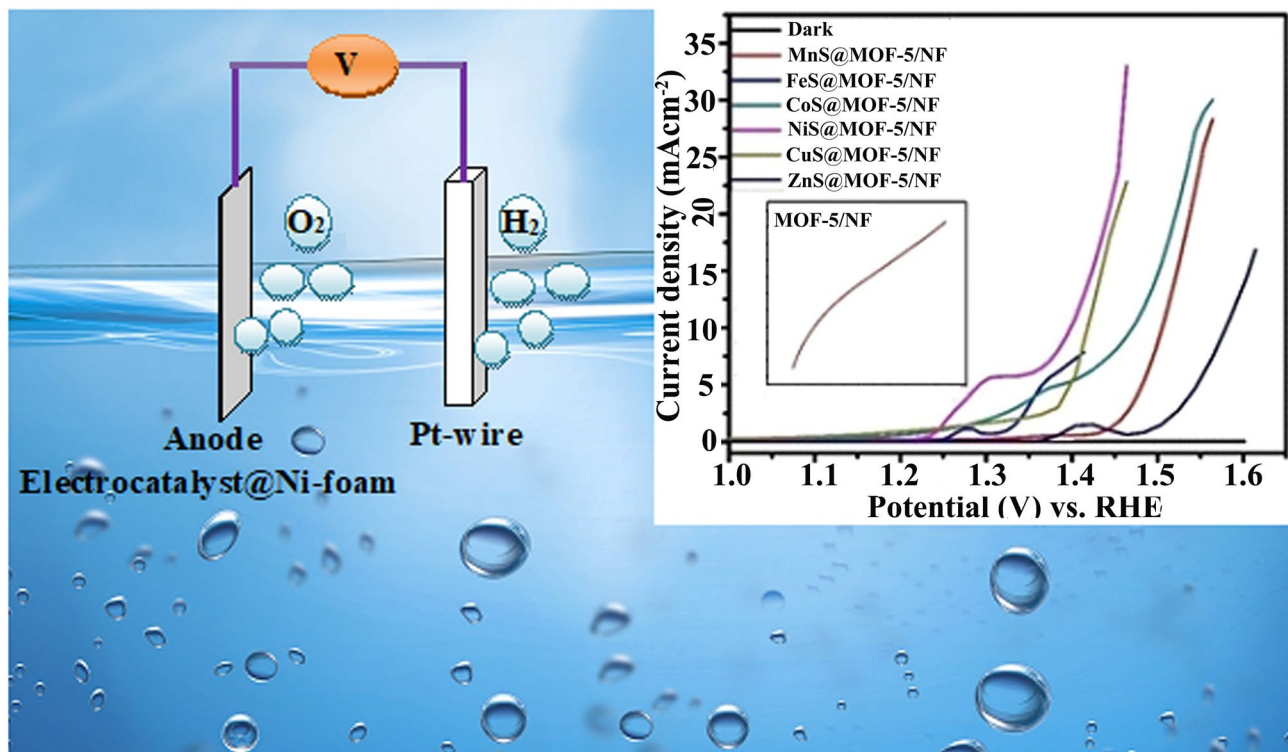 V
O2
H2
Anode
Pt-wire
Electrocatalyst@Ni-foam
Current density (mAcm-2)
35
30
25
20
15
10
5
0
Dark
MnS@MOF-5/NF
FeS@MOF-5/NF
CoS@MOF-5/NF
NiS@MOF-5/NF
CuS@MOF-5/NF
ZnS@MOF-5/NF
MOF-5/NF
1.0 1.1 1.2 1.3 1.4 1.5 1.6
Potential (V) vs. RHE